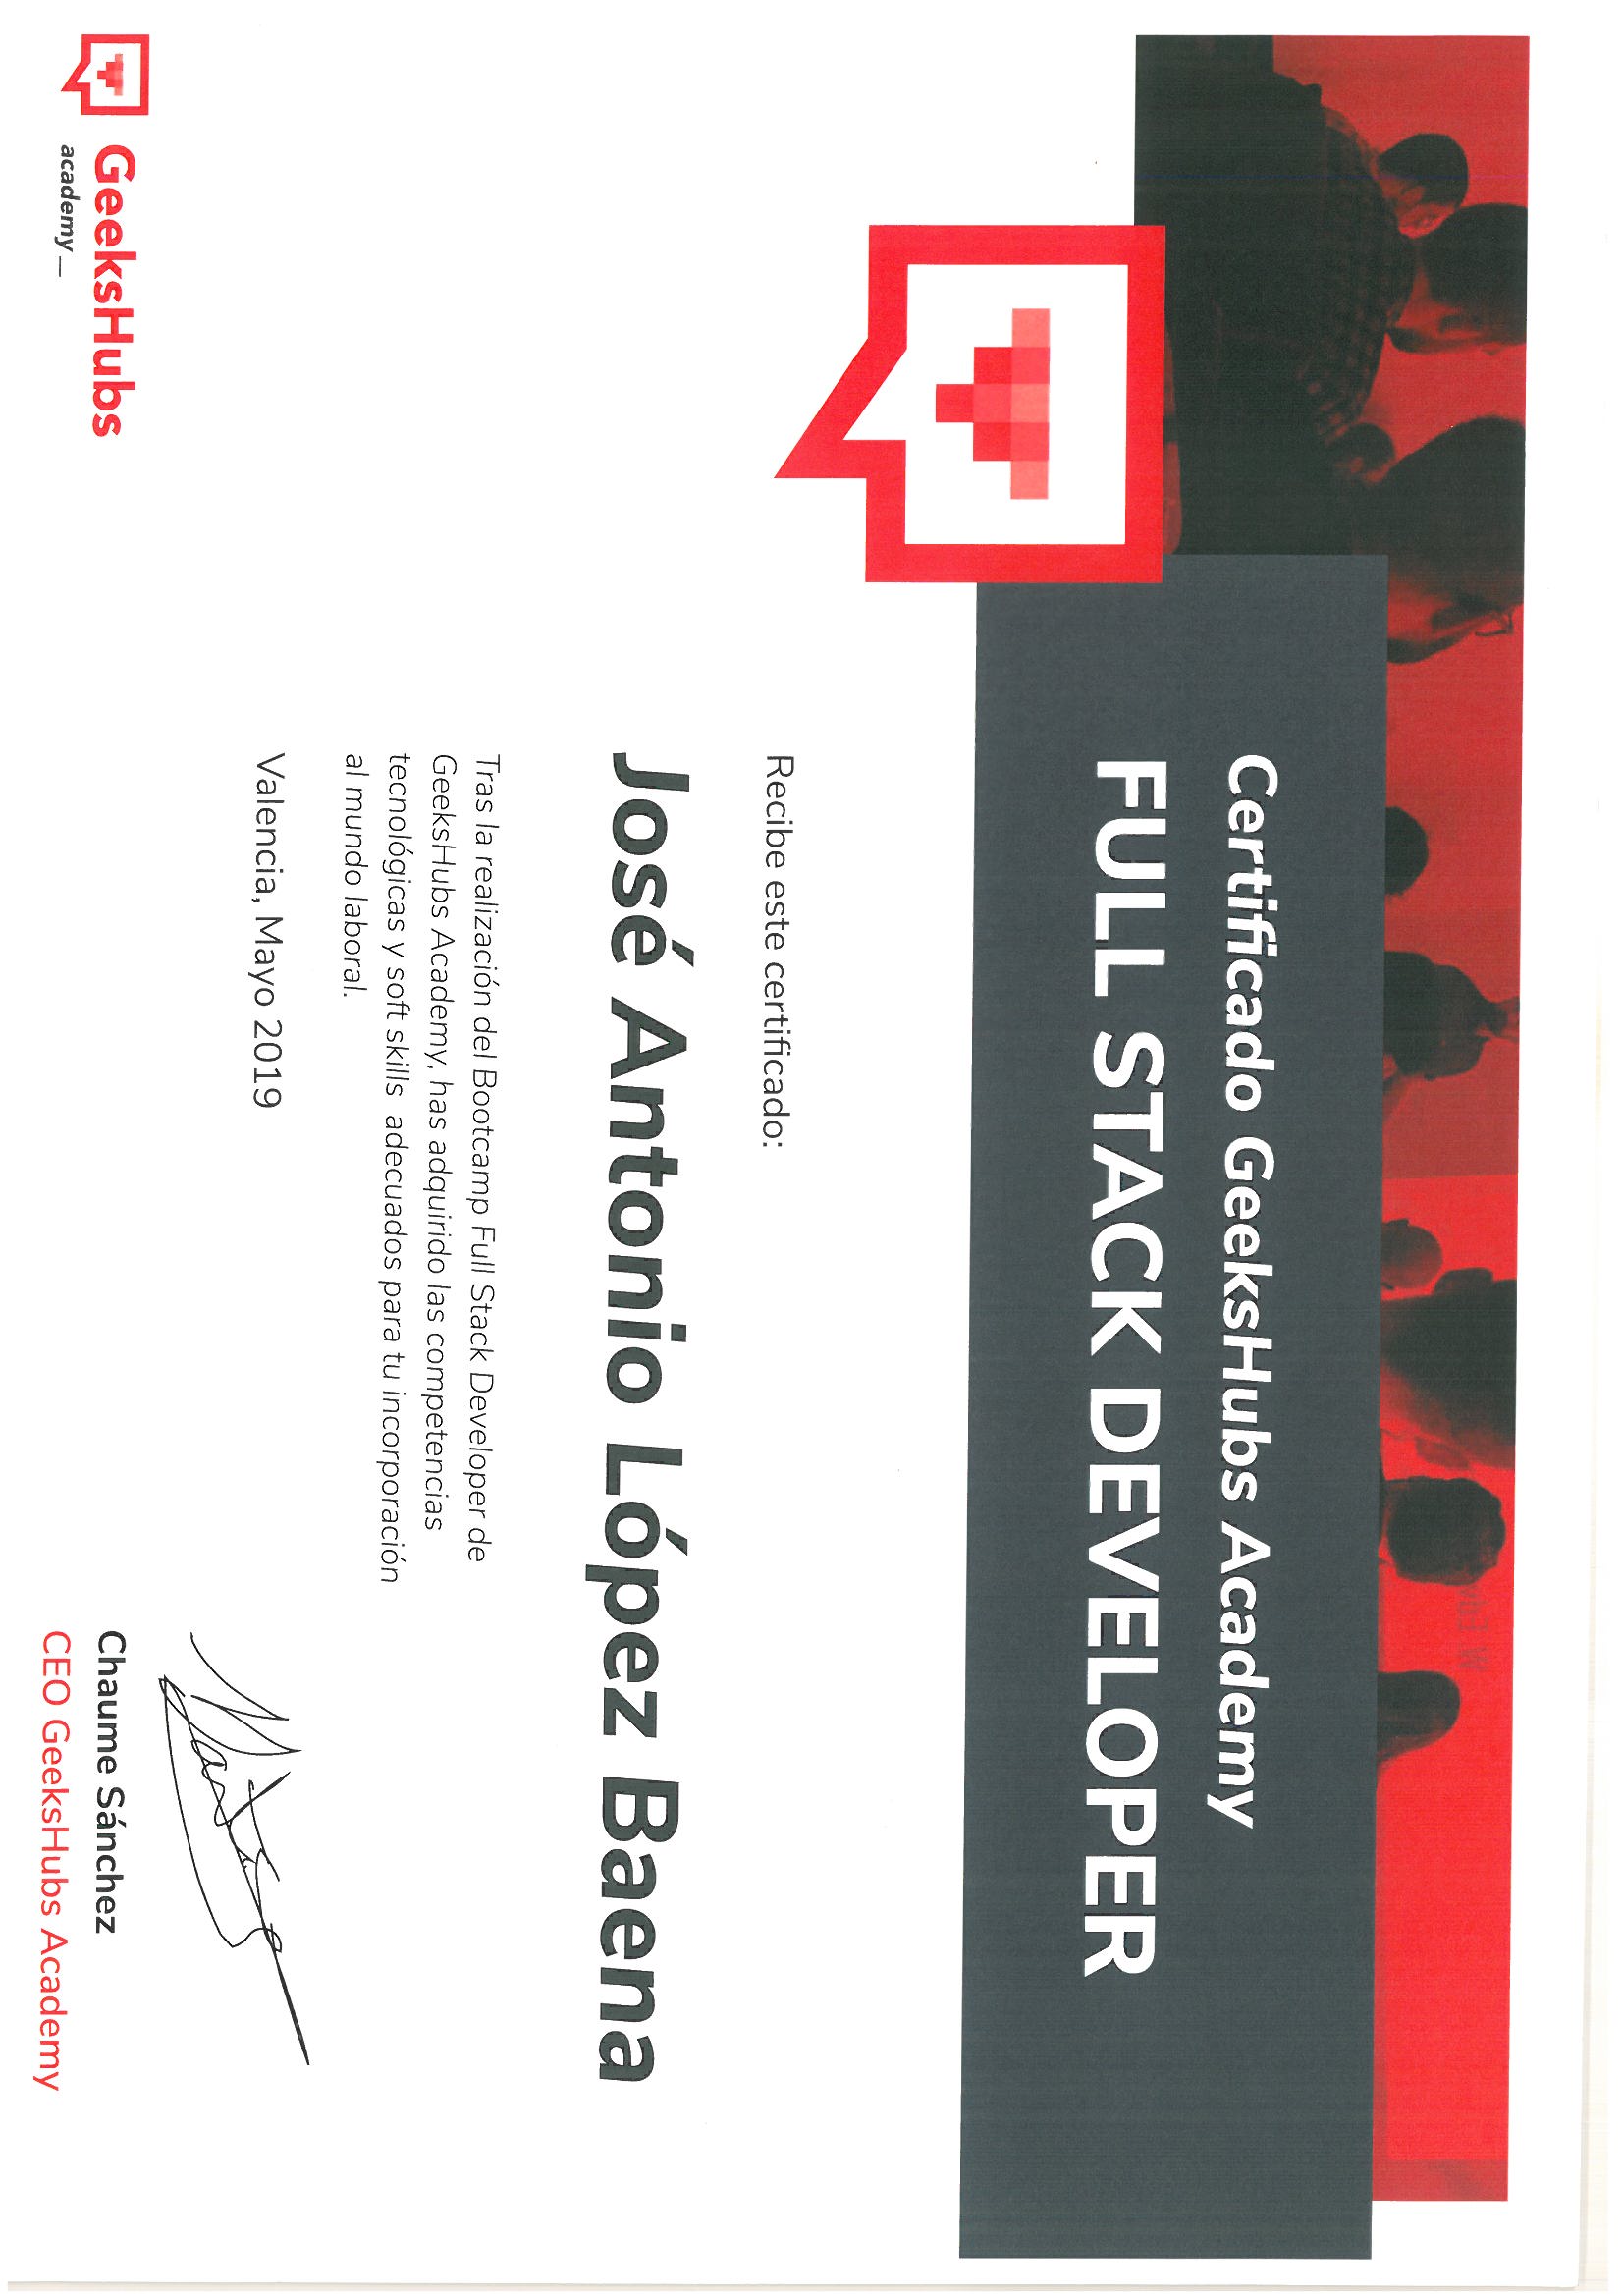 Certificado GeeksHubs Academy
FULL STACK DEVELOPER
Recibe este certificado:
José Antonio López Baena
Tras la realización del Bootcamp Full Stack Developer de
GeeksHubs Academy, has adquirido las competencias
tecnológicas y soft skills  adecuados para tu incorporación
al mundo laboral.
Valencia, Mayo 2019
Chaume Sánchez
CEO GeeksHubs Academy
GeeksHubs
academy_